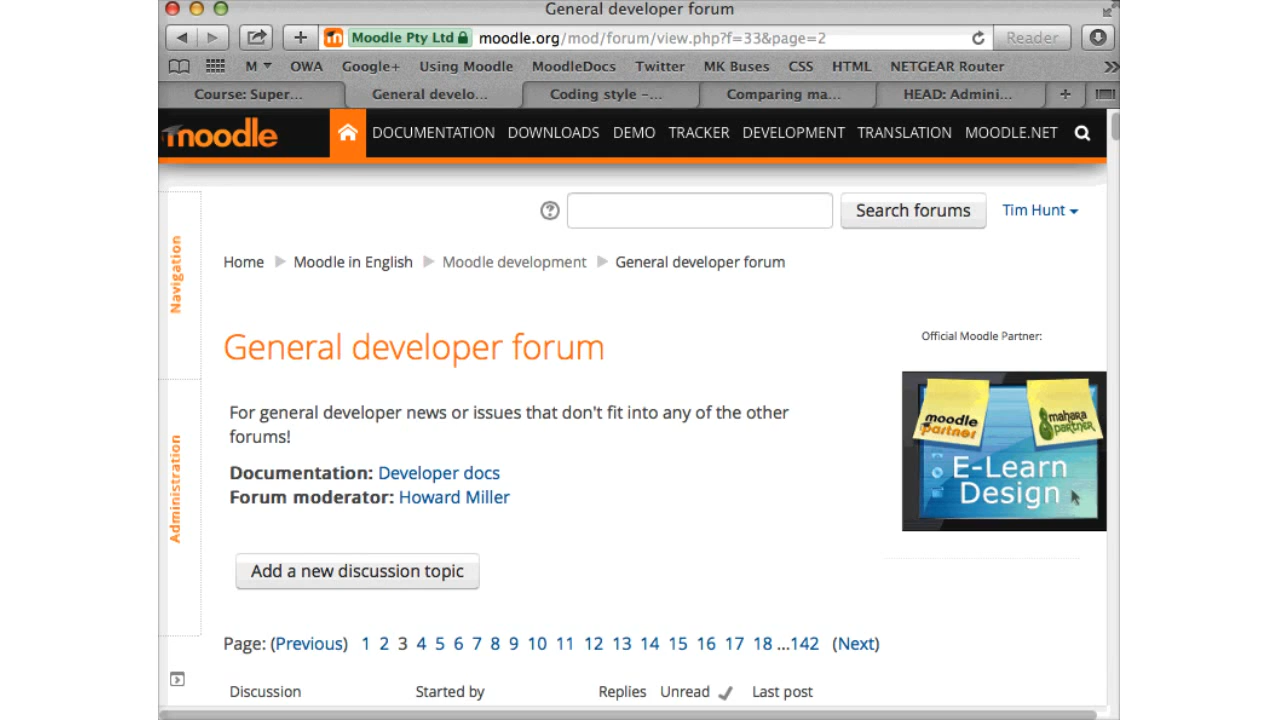 General developer forum
Moodle Pty Ltd moodle.org/mod/forum/view.php?f=33&page=2 Reader
M OWA Google+ Using Moodle MoodleDocs Twitter MK Buses CSS HTML NETGEAR Router
Course: Super... General develo... Coding style –... Comparing ma... HEAD: Admini...
moodle DOCUMENTATION DOWNLOADS DEMO TRACKER DEVELOPMENT TRANSLATION MOODLE.NET
Search forums Tim Hunt
Navigation
Home Moodle in English Moodle development General developer forum
Official Moodle Partner:
General developer forum
For general developer news or issues that don't fit into any of the other
forums!
moodle partner
mahara partner
E-Learn
Design
Documentation: Developer docs
Forum moderator: Howard Miller
Administration
Add a new discussion topic
Page: (Previous) 1 2 3 4 5 6 7 8 9 10 11 12 13 14 15 16 17 18 ...142 (Next)
Discussion Started by Replies Unread Last post